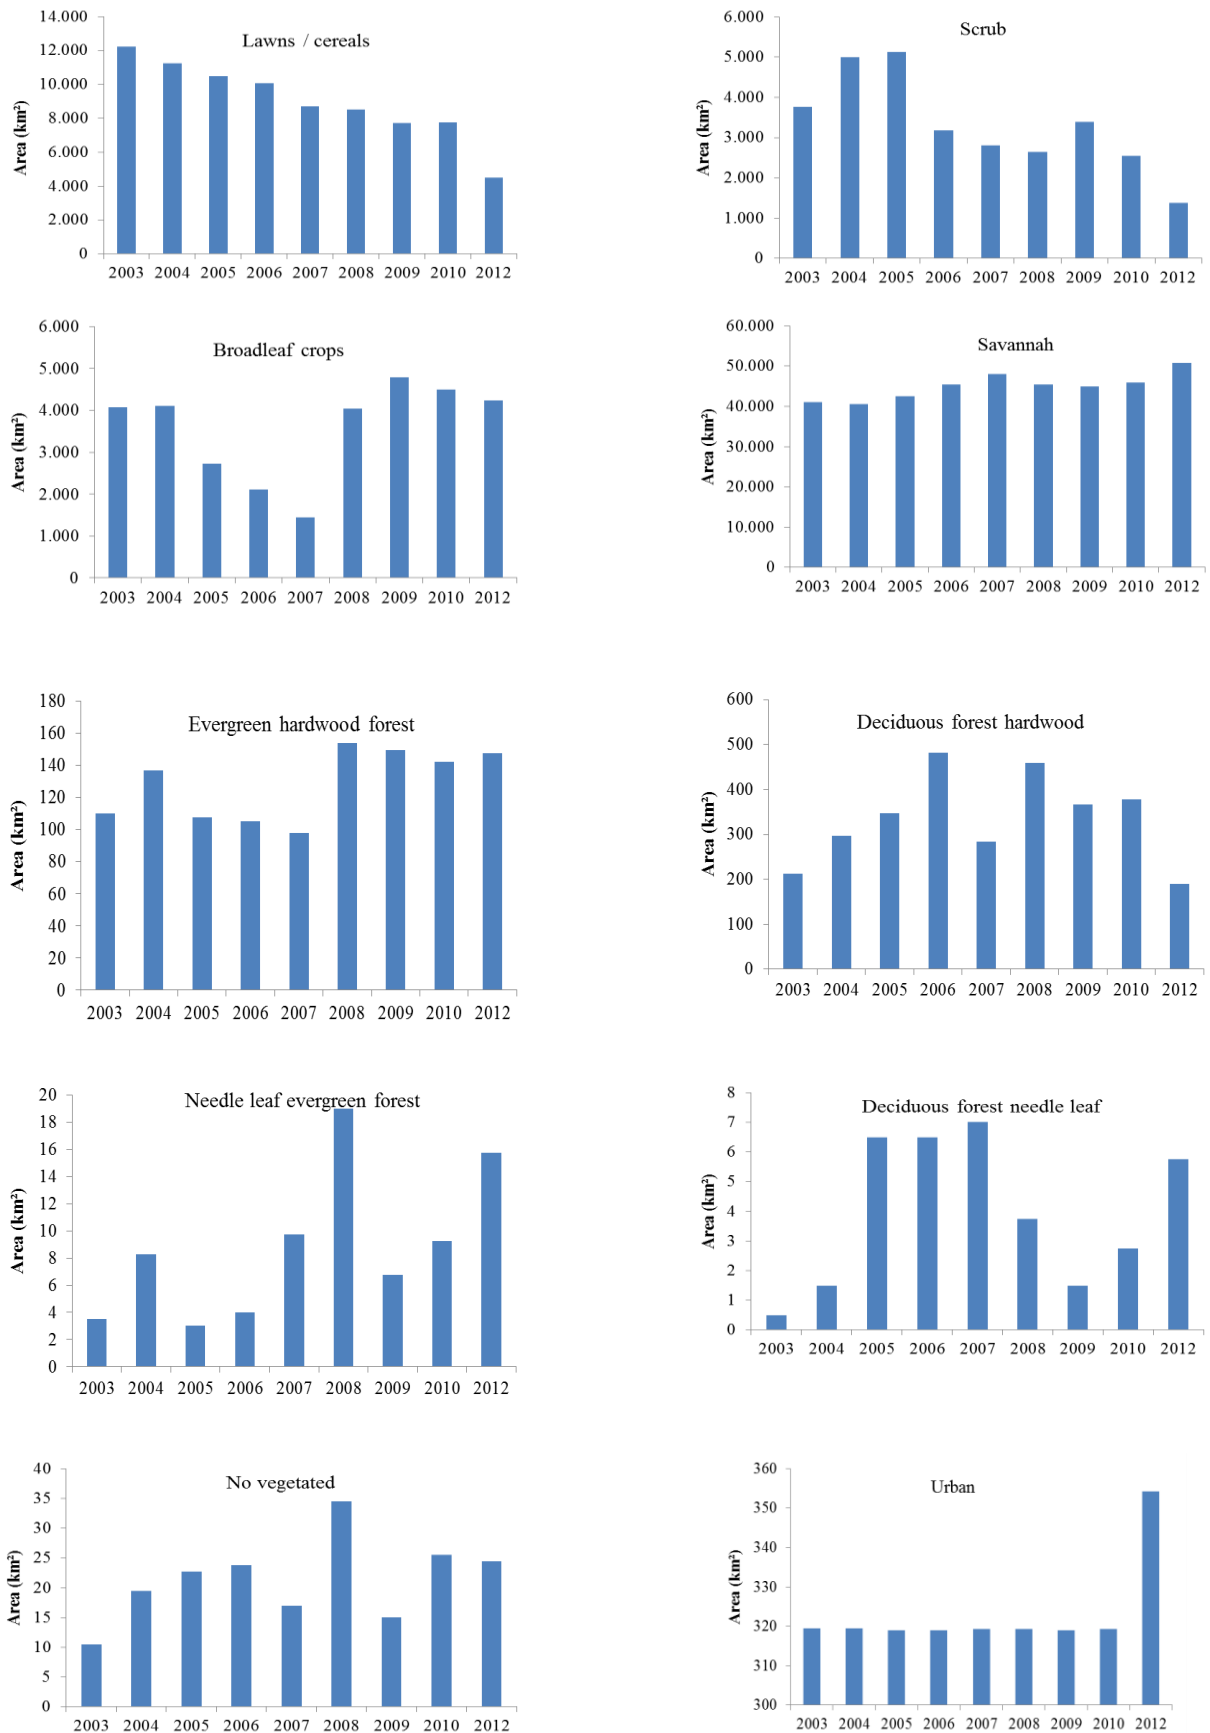 Lawns / cereals
Area (km²)
14.000
12.000
10.000
8.000
6.000
4.000
2.000
0
2003 2004 2005 2006 2007 2008 2009 2010 2012
Scrub
Area (km²)
6.000
5.000
4.000
3.000
2.000
1.000
0
2003 2004 2005 2006 2007 2008 2009 2010 2012
Broadleaf crops
Area (km²)
6.000
5.000
4.000
3.000
2.000
1.000
0
2003 2004 2005 2006 2007 2008 2009 2010 2012
Savannah
Area (km²)
60.000
50.000
40.000
30.000
20.000
10.000
0
2003 2004 2005 2006 2007 2008 2009 2010 2012
Evergreen hardwood forest
Area (km²)
180
160
140
120
100
80
60
40
20
0
2003 2004 2005 2006 2007 2008 2009 2010 2012
Deciduous forest hardwood
Area (km²)
600
500
400
300
200
100
0
2003 2004 2005 2006 2007 2008 2009 2010 2012
Needle leaf evergreen forest
Area (km²)
20
18
16
14
12
10
8
6
4
2
0
2003 2004 2005 2006 2007 2008 2009 2010 2012
Deciduous forest needle leaf
Area (km²)
8
7
6
5
4
3
2
1
0
2003 2004 2005 2006 2007 2008 2009 2010 2012
No vegetated
Area (km²)
40
35
30
25
20
15
10
5
0
2003 2004 2005 2006 2007 2008 2009 2010 2012
Urban
Area (km²)
360
350
340
330
320
310
300
2003 2004 2005 2006 2007 2008 2009 2010 2012